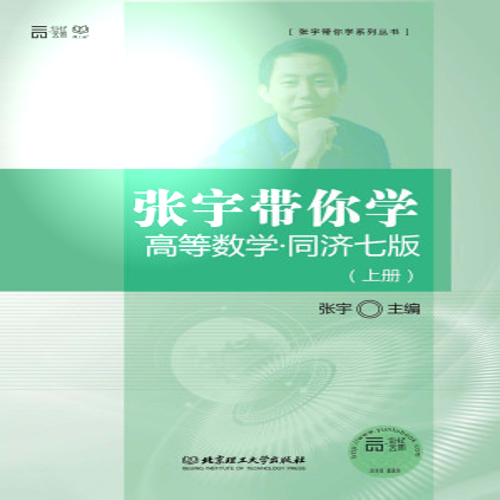 [ 张宇带你学系列丛书 ]
张宇带你学
高等数学·同济七版
(上册)
张宇 主编
北京理工大学出版社
BEIJING INSTITUTE OF TECHNOLOGY PRESS